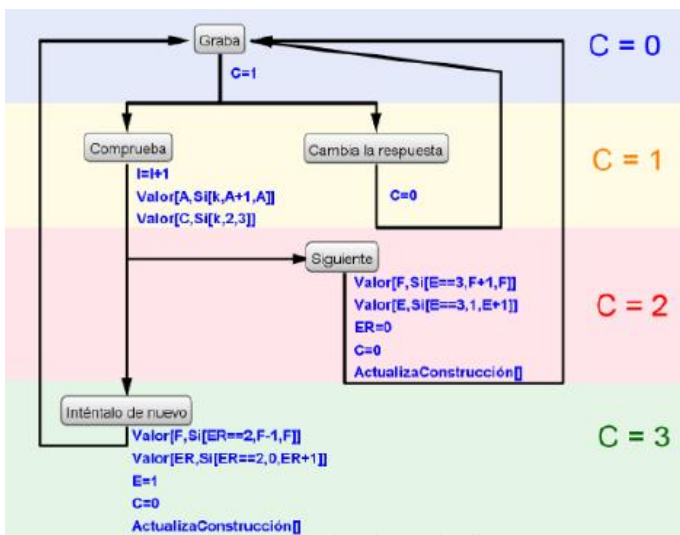 Graba
C = 0
C=1
Comprueba
Cambia la respuesta
C = 1
I=I+1
Valor[A,Si[k,A+1,A]]
C=0
Valor[C,Si[k,2,3]]
Siguiente
Valor[F,Si[E==3,F+1,F]]
Valor[E,Si[E==3,1,E+1]]
C = 2
ER=0
C=0
ActualizaConstrucción[]
Inténtalo de nuevo
Valor[F,Si[ER==2,F-1,F]]
C = 3
Valor[ER,Si[ER==2,0,ER+1]]
E=1
C=0
ActualizaConstrucción[]